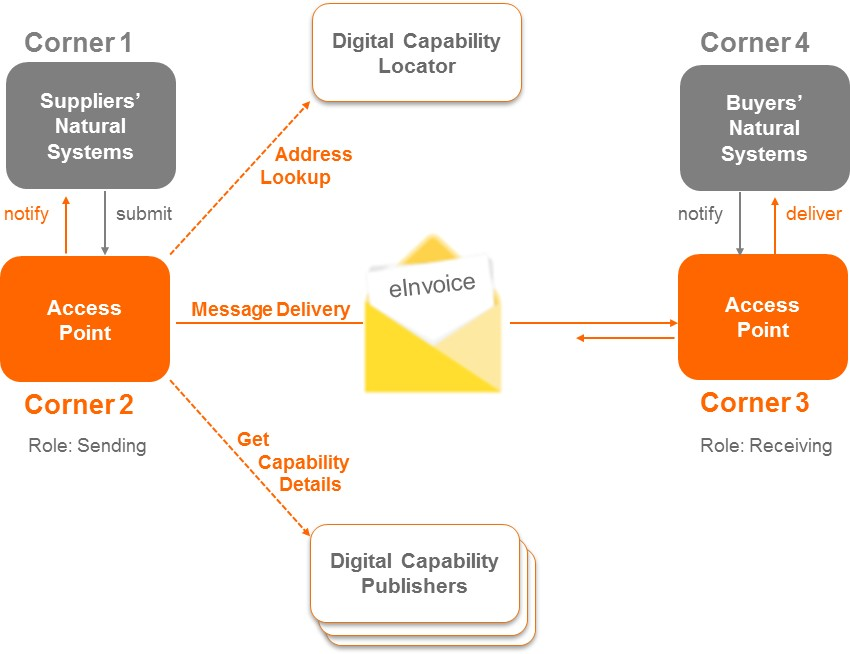 Corner 1
Suppliers’
Natural
Systems
notify
submit
Digital Capability
Locator
Address
Lookup
Corner 4
Buyers’
Natural
Systems
notify
deliver
Access
Point
Corner 2
Role: Sending
Message Delivery
eInvoice
Access
Point
Corner 3
Role: Receiving
Get
Capability
Details
Digital Capability
Publishers